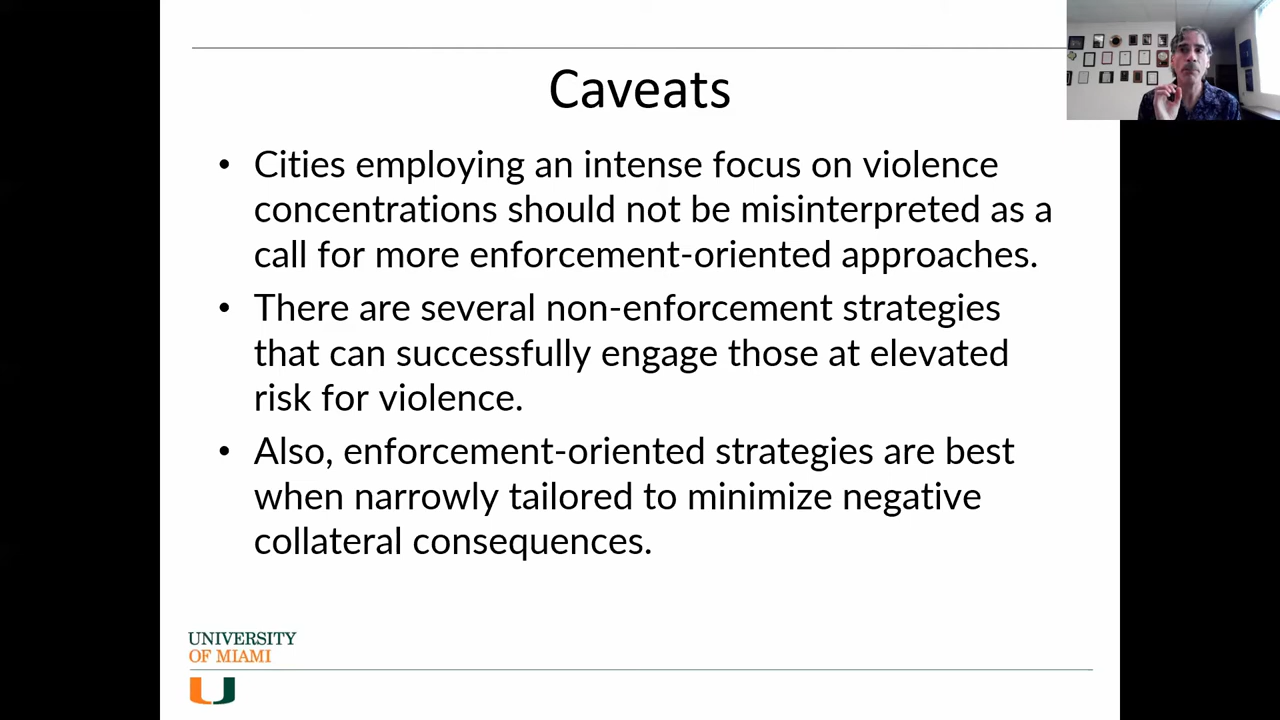 Caveats
• Cities employing an intense focus on violence
concentrations should not be misinterpreted as a
call for more enforcement-oriented approaches.
• There are several non-enforcement strategies
that can successfully engage those at elevated
risk for violence.
• Also, enforcement-oriented strategies are best
when narrowly tailored to minimize negative
collateral consequences.
UNIVERSITY
OF MIAMI